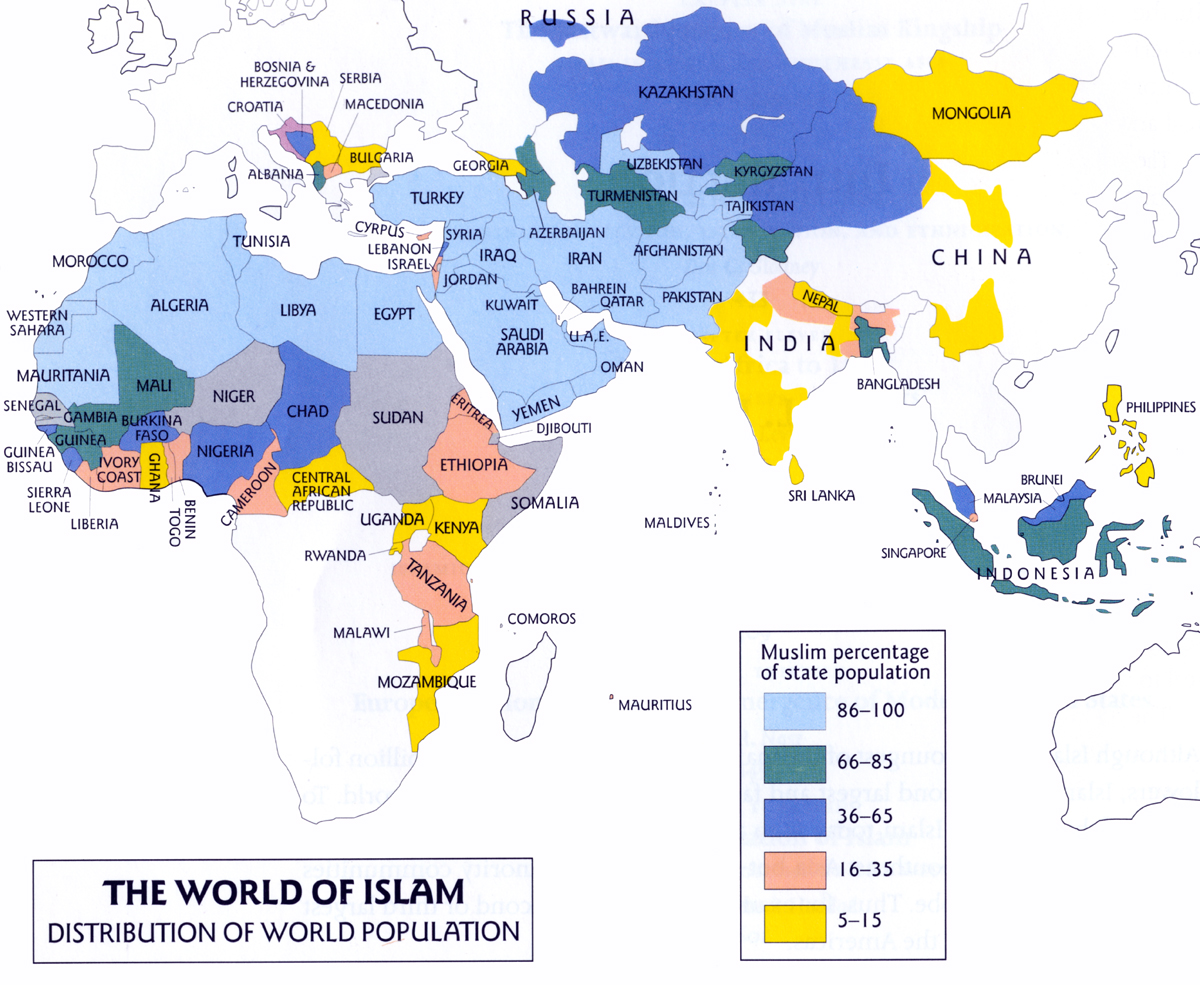 RUSSIA
BOSNIA &
HERZEGOVINA
SERBIA
CROATIA
MACEDONIA
KAZAKHSTAN
MONGOLIA
BULGARIA
GEORGIA
UZBEKISTAN
KYRGYZSTAN
ALBANIA
TURKEY
TURMENISTAN
TAJIKISTAN
CYRPUS
SYRIA
AZERBAIJAN
TUNISIA
LEBANON
AFGHANISTAN
MOROCCO
ISRAEL
IRAQ
IRAN
CHINA
JORDAN
ALGERIA
LIBYA
EGYPT
KUWAIT
BAHREIN
QATAR
PAKISTAN
NEPAL
WESTERN
SAHARA
SAUDI
ARABIA
U.A.E.
INDIA
MAURITANIA
MALI
NIGER
OMAN
BANGLADESH
SENEGAL
GAMBIA
BURKINA
FASO
CHAD
SUDAN
ERITREA
YEMEN
DJIBOUTI
PHILIPPINES
GUINEA
GUINEA
BISSAU
IVORY
COAST
GHANA
NIGERIA
CAMEROON
CENTRAL
AFRICAN
REPUBLIC
ETHIOPIA
SOMALIA
SRI LANKA
BRUNEI
MALAYSIA
SIERRA
LEONE
LIBERIA
TOGO
BENIN
UGANDA
KENYA
MALDIVES
RWANDA
SINGAPORE
TANZANIA
INDONESIA
MALAWI
COMOROS
MOZAMBIQUE
MAURITIUS
Muslim percentage
of state population
86–100
66–85
36–65
16–35
5–15
THE WORLD OF ISLAM
DISTRIBUTION OF WORLD POPULATION